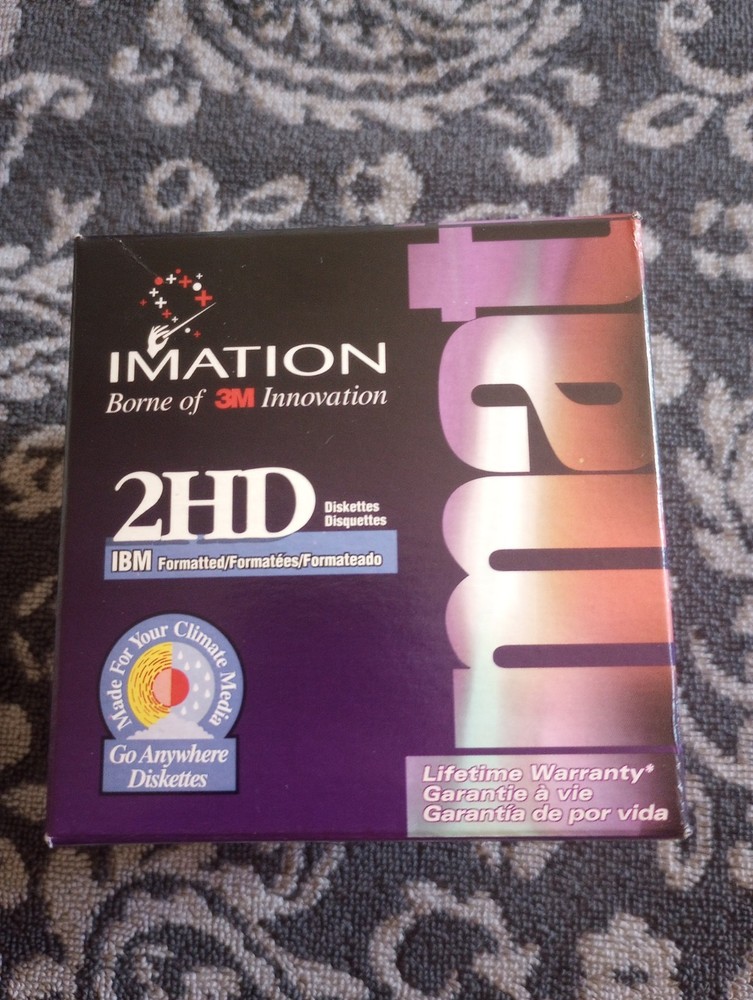 IMATION
Borne of 3M Innovation
2HD
Diskettes
Disquettes
IBM Formatted/Formatées/Formateado
Made For Your Climate Media
Go Anywhere
Diskettes
mat
Lifetime Warranty*
Garantie à vie
Garantía de por vida